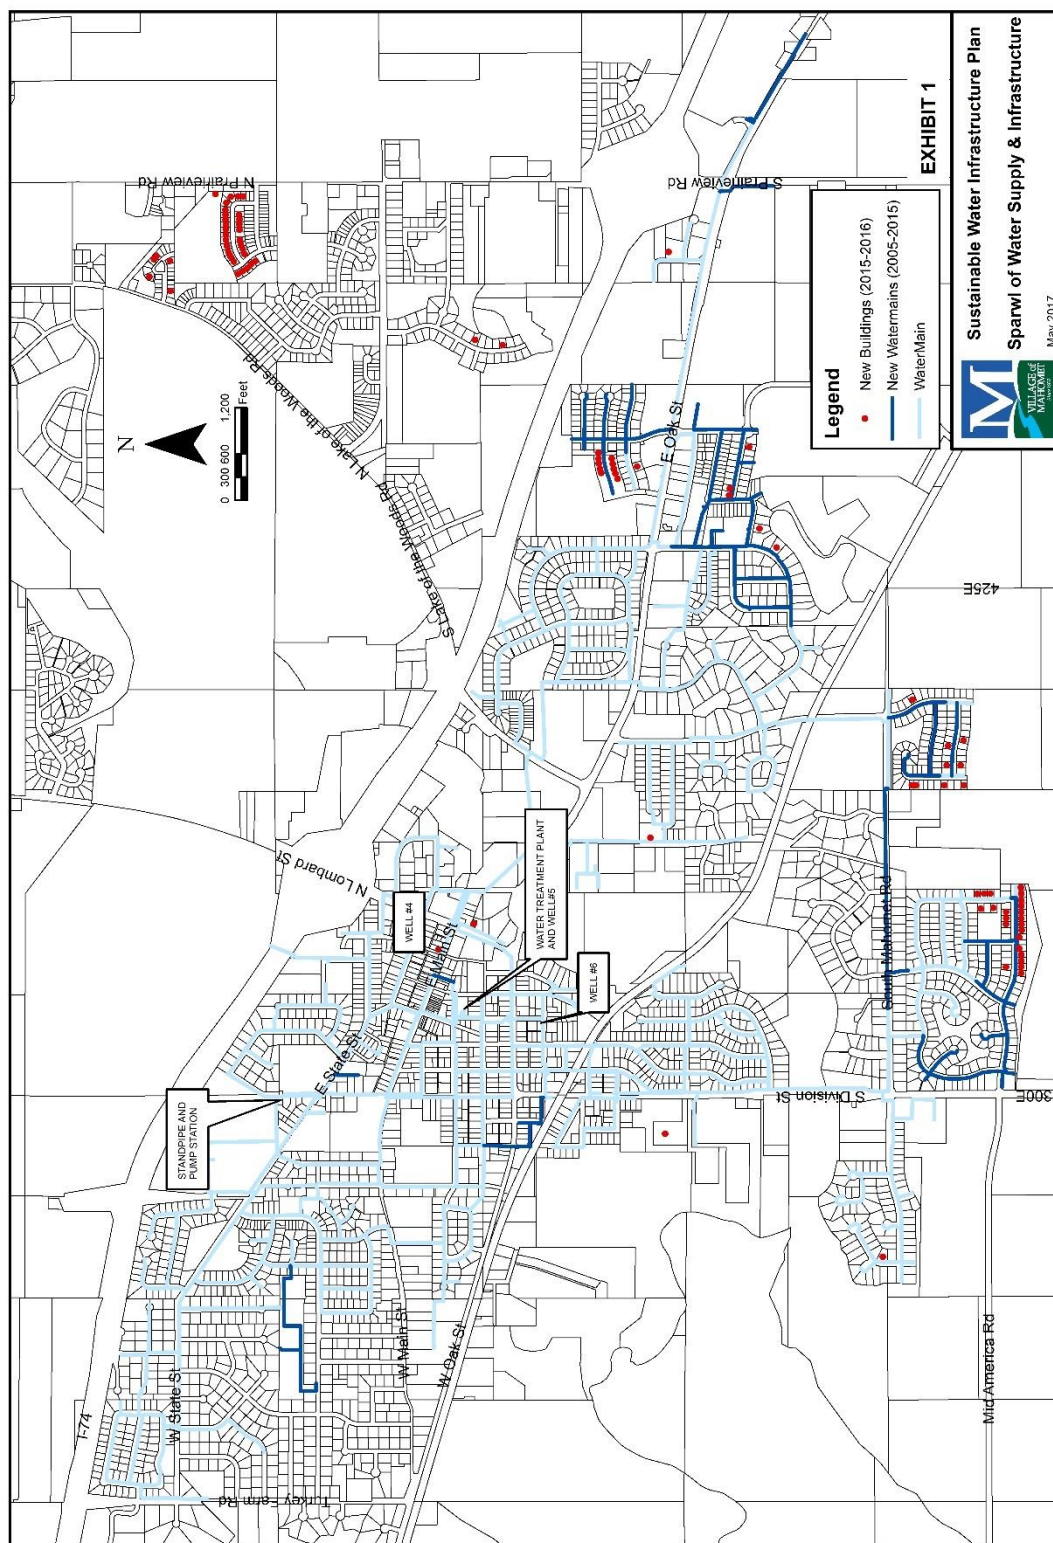 I-74
W State St
Turkey Farm Rd
W Main St
W Oak St
STANDPIPE AND
PUMP STATION
E State St
E Main St
WELL #4
WATER TREATMENT PLANT
AND WELL#5
WELL #6
N Lombard St
S Lake of the Woods Rd
N Lake of the Woods Rd
N Prairieview Rd
S Prairieview Rd
E Oak St
S Division St
South Mahomet Rd
Mid America Rd
300E
425E
N
0 300 600 1,200
Feet
EXHIBIT 1
Legend
New Buildings (2015-2016)
New Watermains (2005-2015)
WaterMain
M
VILLAGE of
MAHOMET
Sustainable Water Infrastructure Plan
Sparwl of Water Supply & Infrastructure
May 2017